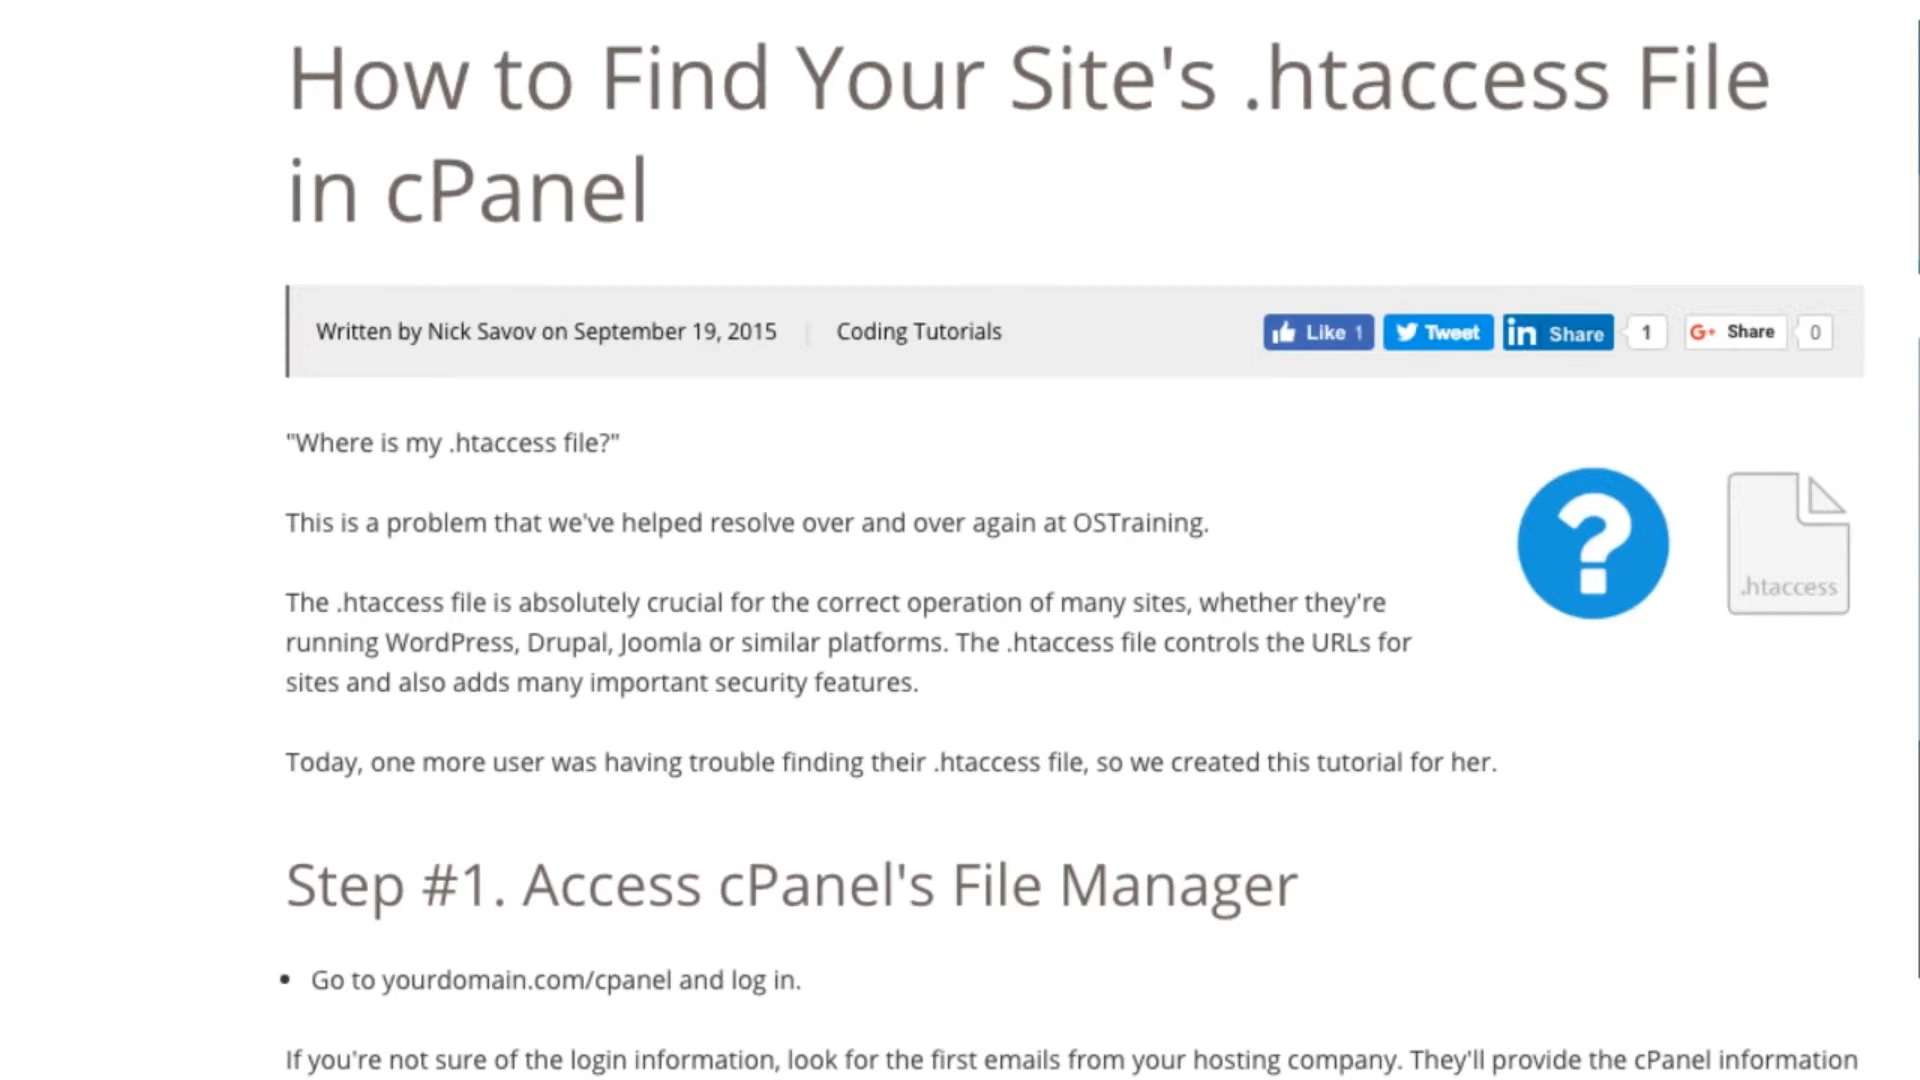 How to Find Your Site's .htaccess File
in cPanel
Written by Nick Savov on September 19, 2015 | Coding Tutorials
Like 1 Tweet in Share 1 G+ Share 0
"Where is my .htaccess file?"
This is a problem that we've helped resolve over and over again at OSTraining.
?
.htaccess
The .htaccess file is absolutely crucial for the correct operation of many sites, whether they're
running WordPress, Drupal, Joomla or similar platforms. The .htaccess file controls the URLs for
sites and also adds many important security features.
Today, one more user was having trouble finding their .htaccess file, so we created this tutorial for her.
Step #1. Access cPanel's File Manager
• Go to yourdomain.com/cpanel and log in.
If you're not sure of the login information, look for the first emails from your hosting company. They'll provide the cPanel information